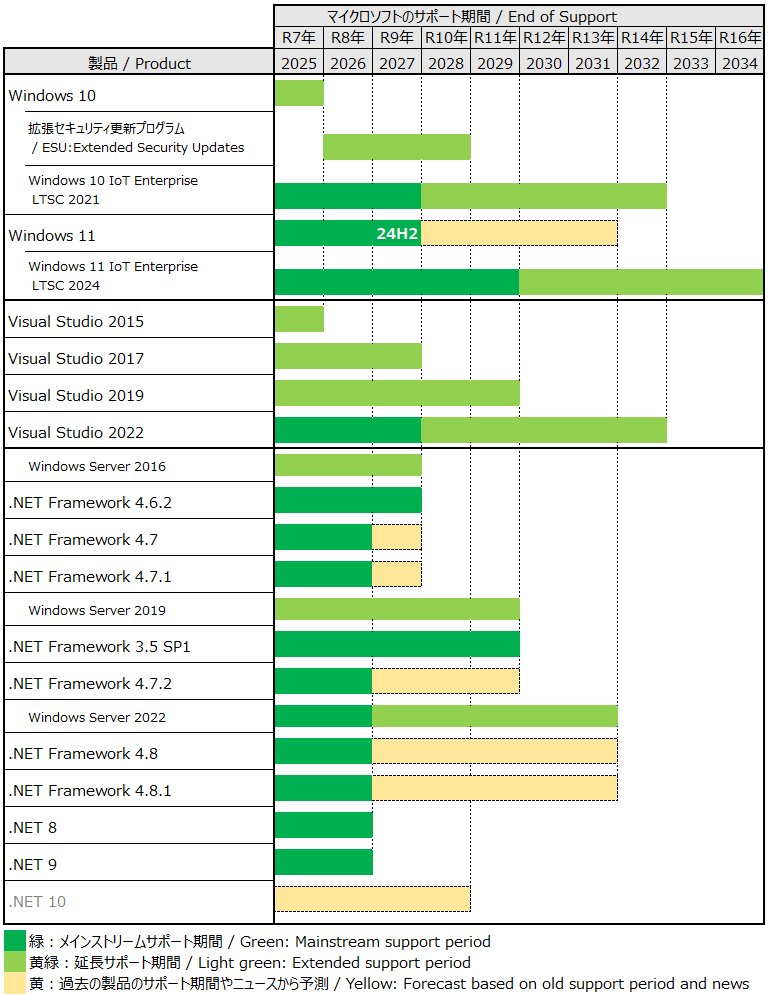 マイクロソフトのサポート期間 / End of Support
R7年 R8年 R9年 R10年 R11年 R12年 R13年 R14年 R15年 R16年
製品 / Product 2025 2026 2027 2028 2029 2030 2031 2032 2033 2034
Windows 10
拡張セキュリティ更新プログラム
/ ESU:Extended Security Updates
Windows 10 IoT Enterprise
LTSC 2021
Windows 11 24H2
Windows 11 IoT Enterprise
LTSC 2024
Visual Studio 2015
Visual Studio 2017
Visual Studio 2019
Visual Studio 2022
Windows Server 2016
.NET Framework 4.6.2
.NET Framework 4.7
.NET Framework 4.7.1
Windows Server 2019
.NET Framework 3.5 SP1
.NET Framework 4.7.2
Windows Server 2022
.NET Framework 4.8
.NET Framework 4.8.1
.NET 8
.NET 9
.NET 10
緑：メインストリームサポート期間 / Green: Mainstream support period
黄緑：延長サポート期間 / Light green: Extended support period
黄：過去の製品のサポート期間やニュースから予測 / Yellow: Forecast based on old support period and news